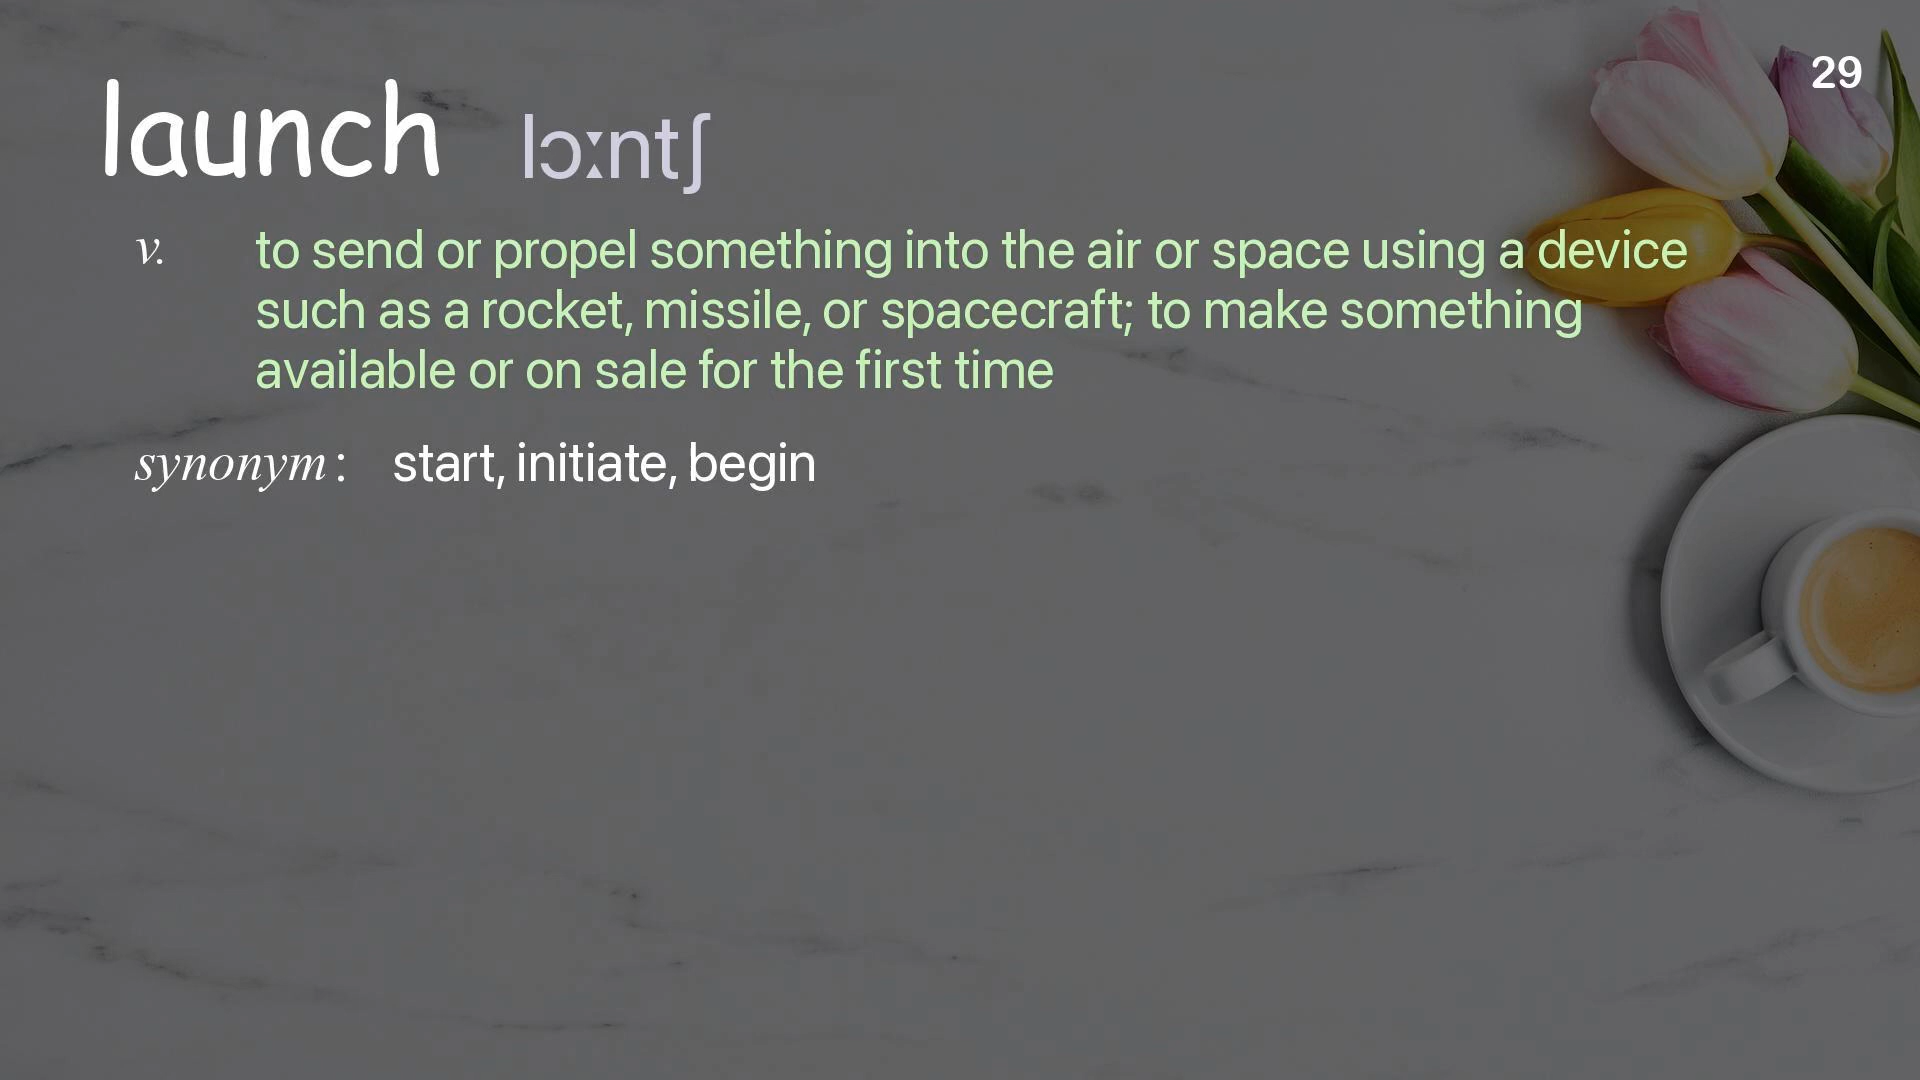 29
launch lɔːntʃ
v. to send or propel something into the air or space using a device
such as a rocket, missile, or spacecraft; to make something
available or on sale for the first time
synonym : start, initiate, begin